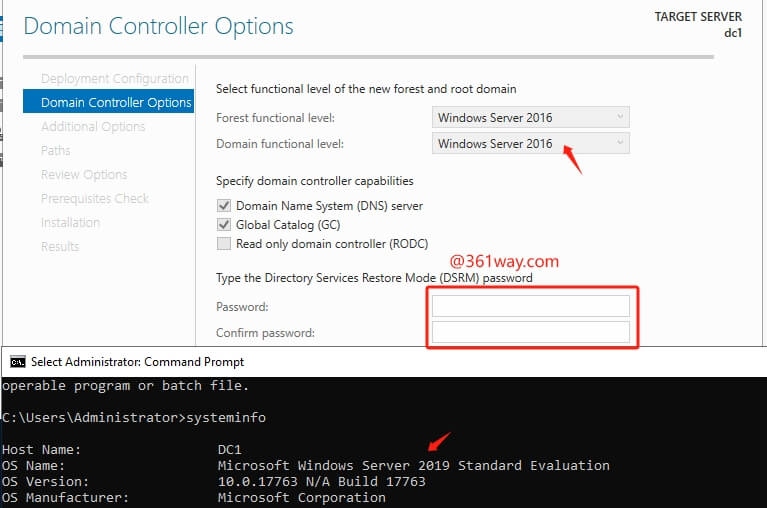 Domain Controller Options
TARGET SERVER
dc1
Deployment Configuration
Domain Controller Options
Additional Options
Paths
Review Options
Prerequisites Check
Installation
Results
Select functional level of the new forest and root domain
Forest functional level: Windows Server 2016
Domain functional level: Windows Server 2016
Specify domain controller capabilities
Domain Name System (DNS) server
Global Catalog (GC)
Read only domain controller (RODC)
@361way.com
Type the Directory Services Restore Mode (DSRM) password
Password:
Confirm password:
Select Administrator: Command Prompt
operable program or batch file.
C:\Users\Administrator>systeminfo
Host Name: DC1
OS Name: Microsoft Windows Server 2019 Standard Evaluation
OS Version: 10.0.17763 N/A Build 17763
OS Manufacturer: Microsoft Corporation